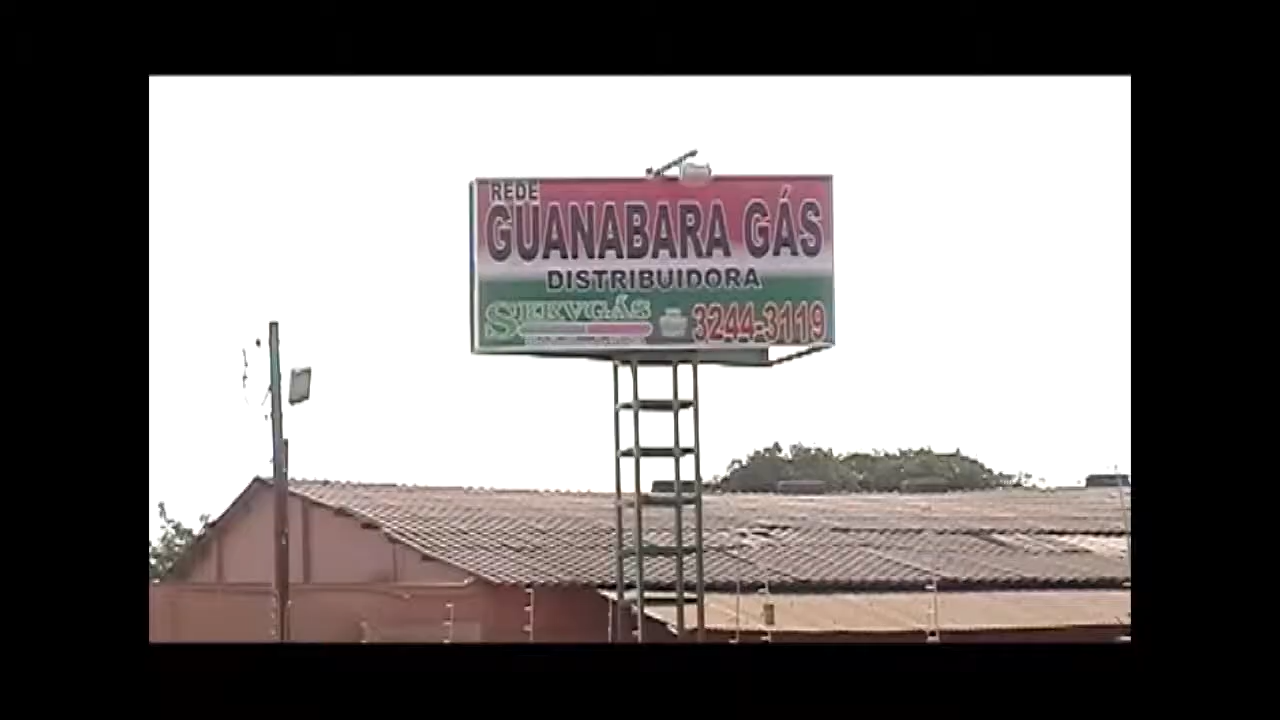 REDE
GUANABARA GÁS
DISTRIBUIDORA
SERVGÁS
3244-3119